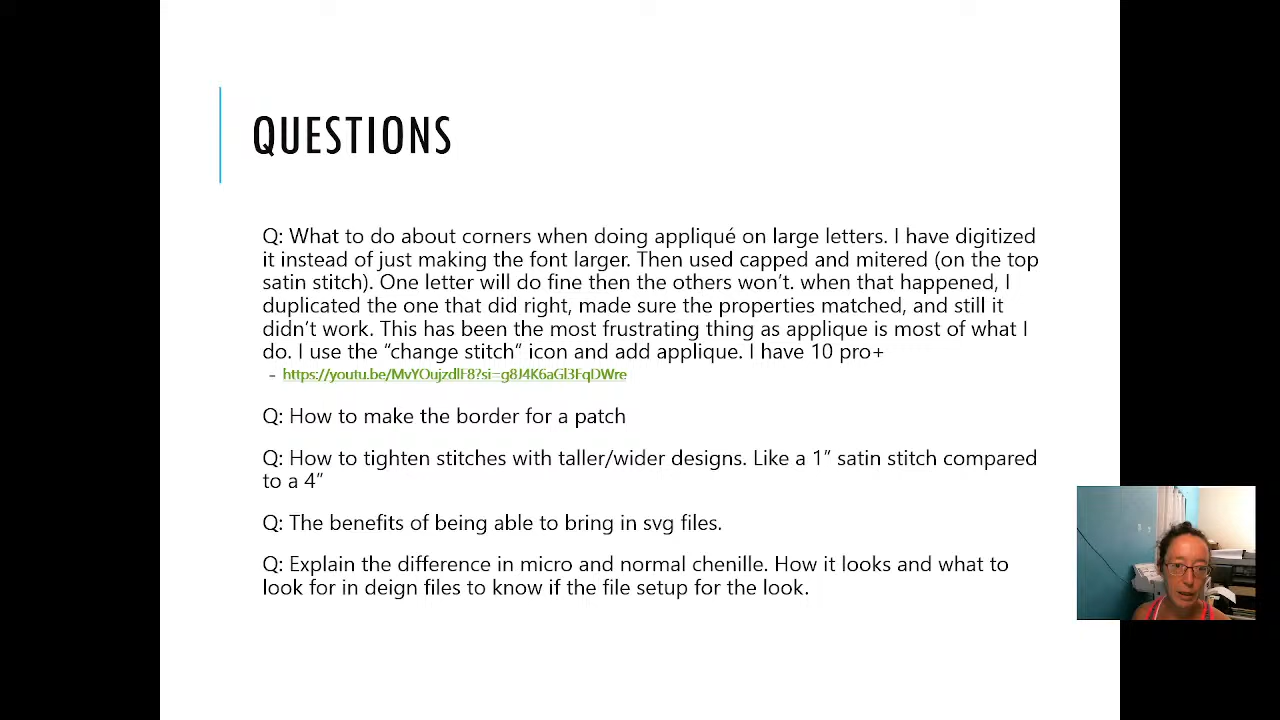 QUESTIONS
Q: What to do about corners when doing appliqué on large letters. I have digitized
it instead of just making the font larger. Then used capped and mitered (on the top
satin stitch). One letter will do fine then the others won't. when that happened, I
duplicated the one that did right, made sure the properties matched, and still it
didn't work. This has been the most frustrating thing as applique is most of what I
do. I use the "change stitch" icon and add applique. I have 10 pro+
– https://youtu.be/MvYOujzdlF8?si=g8J4K6aGl3FqDWre
Q: How to make the border for a patch
Q: How to tighten stitches with taller/wider designs. Like a 1" satin stitch compared
to a 4"
Q: The benefits of being able to bring in svg files.
Q: Explain the difference in micro and normal chenille. How it looks and what to
look for in deign files to know if the file setup for the look.